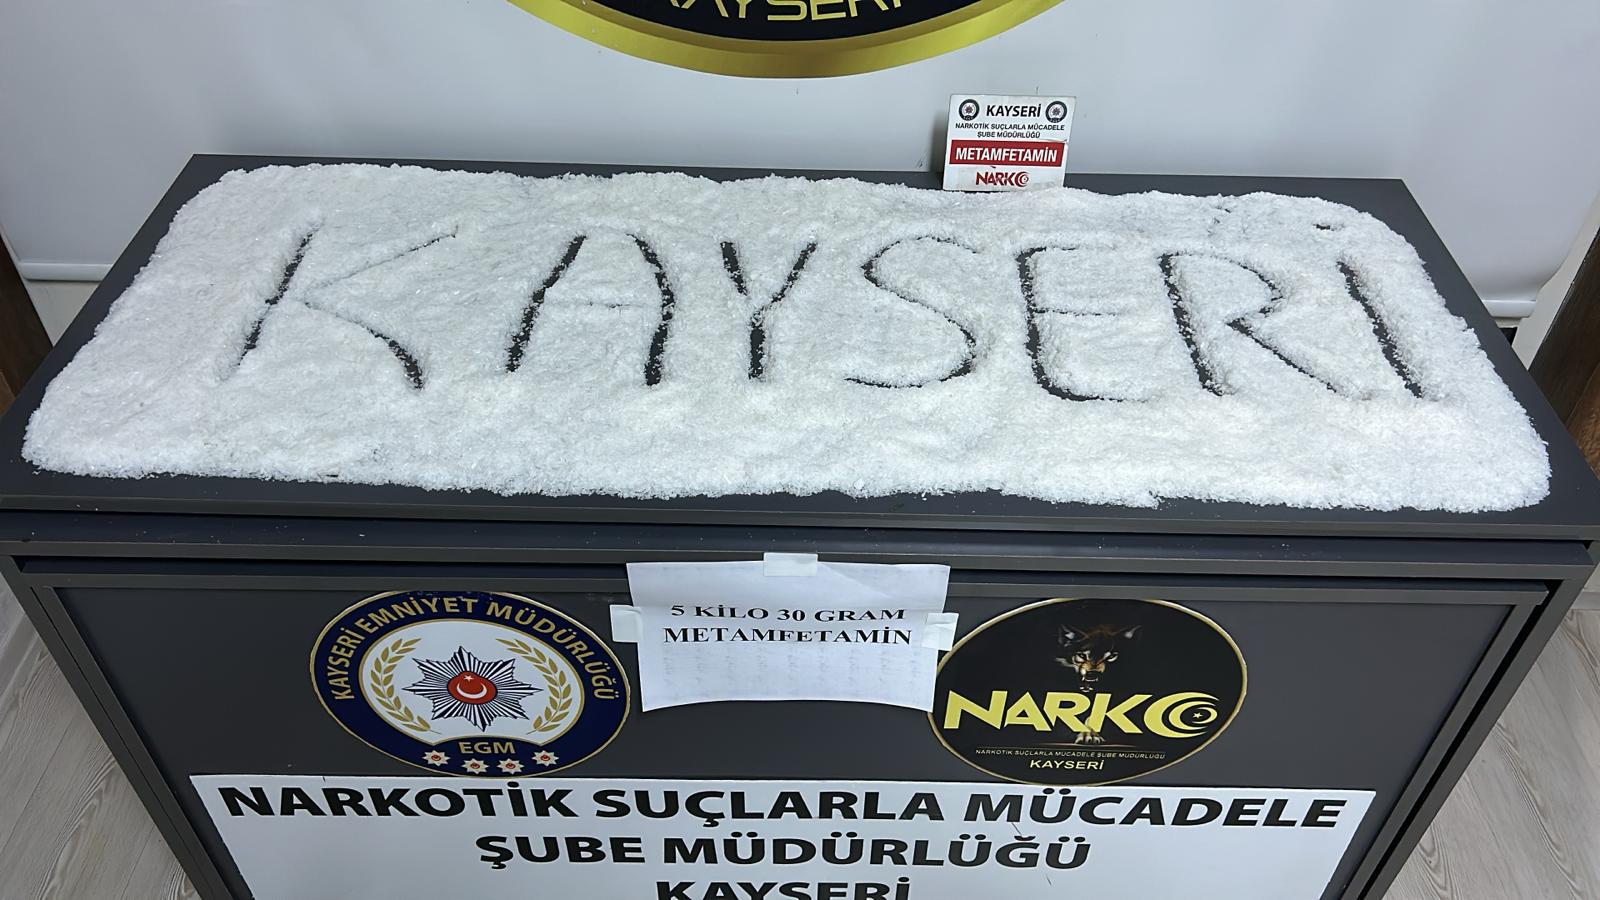 KAYSERİ
KAYSERİ
NARKOTİK SUÇLARLA MÜCADELE
ŞUBE MÜDÜRLÜĞÜ
METAMFETAMİN
NARKO
KAYSERİ
5 KİLO 30 GRAM
METAMFETAMİN
KAYSERİ EMNİYET MÜDÜRLÜĞÜ
EGM
NARKO
NARKOTİK SUÇLARLA MÜCADELE ŞUBE MÜDÜRLÜĞÜ
KAYSERİ
NARKOTİK SUÇLARLA MÜCADELE
ŞUBE MÜDÜRLÜĞÜ
KAYSERİ